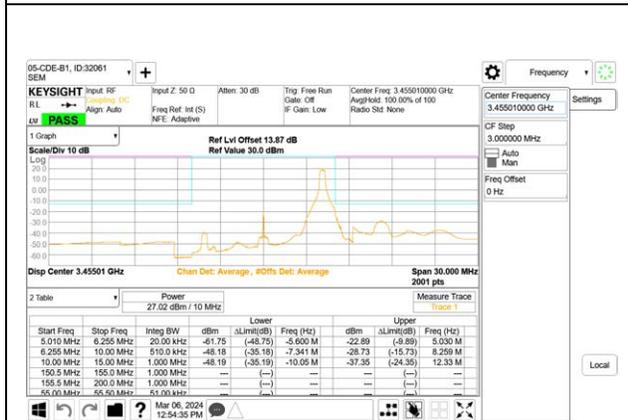 05-CDE-B1, ID:32061
SEM
Frequency
KEYSIGHT
Input: RF
Coupling: DC
Align: Auto
Input Z: 50 Ω
Freq Ref: Int (S)
NFE: Adaptive
Atten: 30 dB
Trig: Free Run
Gate: Off
IF Gain: Low
Center Freq: 3.455010000 GHz
Avg|Hold: 100.00% of 100
Radio Std: None
RL
PASS
Center Frequency
3.455010000 GHz
Settings
CF Step
3.000000 MHz
Auto
Man
Freq Offset
0 Hz
1 Graph
Scale/Div 10 dB
Ref Lvl Offset 13.87 dB
Ref Value 30.0 dBm
Log
20.0
10.0
0.00
-10.0
-20.0
-30.0
-40.0
-50.0
-60.0
Disp Center 3.45501 GHz
Chan Det: Average , #Offs Det: Average
Span 30.000 MHz
2001 pts
2 Table
Power
27.02 dBm / 10 MHz
Measure Trace
Trace 1
Lower Upper
Start Freq Stop Freq Integ BW dBm ΔLimit(dB) Freq (Hz) dBm ΔLimit(dB) Freq (Hz)
5.010 MHz 6.255 MHz 20.00 kHz -61.75 (-48.75) -5.600 M -22.89 (-9.89) 5.030 M
6.255 MHz 10.00 MHz 510.0 kHz -48.18 (-35.18) -7.341 M -28.73 (-15.73) 8.259 M
10.00 MHz 15.00 MHz 1.000 MHz -48.19 (-35.19) -10.05 M -37.35 (-24.35) 12.33 M
150.5 MHz 155.0 MHz 1.000 MHz --- (---) --- --- (---) ---
155.5 MHz 200.0 MHz 1.000 MHz --- (---) --- --- (---) ---
55.00 MHz 55.50 MHz 51.00 kHz --- (---) --- --- (---) ---
Local
Mar 06, 2024
12:54:35 PM